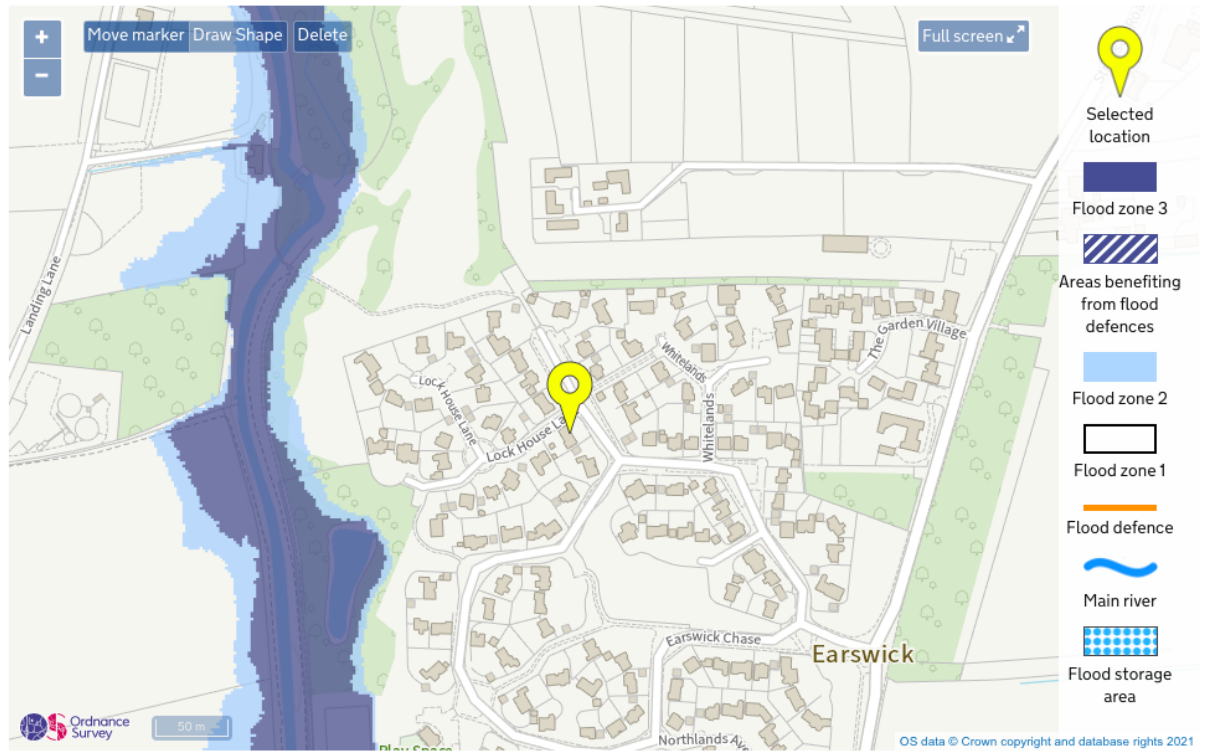 +
−
Move marker
Draw Shape
Delete
Full screen
Selected
location
Flood zone 3
Areas benefiting
from flood
defences
Flood zone 2
Flood zone 1
Flood defence
Main river
Flood storage
area
Landing Lane
The Garden Village
Whitelands
Lock House Lane
Lock House La
Whitelands
Earswick Chase
Earswick
Northlands Av
Play Space
Ordnance
Survey
50 m
OS data © Crown copyright and database rights 2021